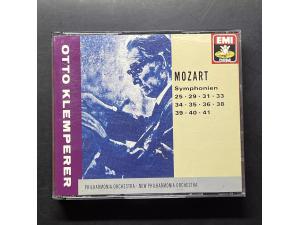 OTTO KLEMPERER
EMI
MOZART
Symphonien
25 · 29 · 31 · 33
34 · 35 · 36 · 38
39 · 40 · 41
PHILHARMONIA ORCHESTRA · NEW PHILHARMONIA ORCHESTRA